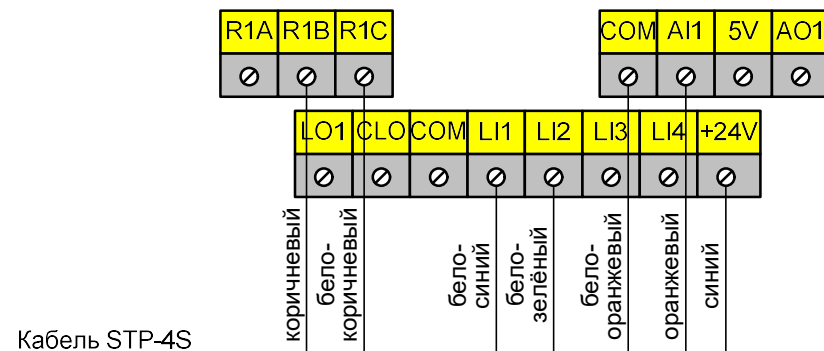 R1A R1B R1C COM AI1 5V AO1
LO1 CLO COM LI1 LI2 LI3 LI4 +24V
коричневый
бело-
коричневый
бело-
синий
бело-
зелёный
бело-
оранжевый
оранжевый
синий
Кабель STP-4S